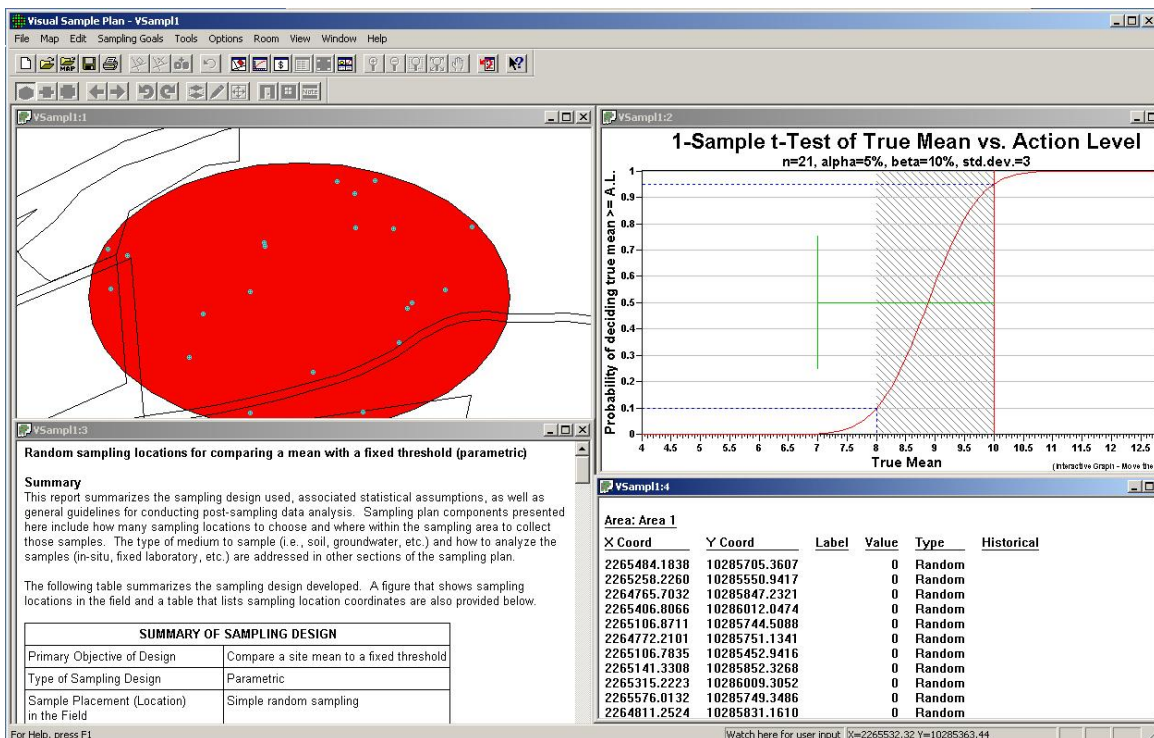 Visual Sample Plan - VSampl1
File Map Edit Sampling Goals Tools Options Room View Window Help
MAP
$
note
VSampl1:1
VSampl1:2
1-Sample t-Test of True Mean vs. Action Level
n=21, alpha=5%, beta=10%, std.dev.=3
Probability of deciding true mean >= A.L.
1
0.9
0.8
0.7
0.6
0.5
0.4
0.3
0.2
0.1
0
4 4.5 5 5.5 6 6.5 7 7.5 8 8.5 9 9.5 10 10.5 11 11.5 12 12.5
True Mean
(Interactive Graph - Move the
VSampl1:3
Random sampling locations for comparing a mean with a fixed threshold (parametric)
Summary
This report summarizes the sampling design used, associated statistical assumptions, as well as
general guidelines for conducting post-sampling data analysis. Sampling plan components presented
here include how many sampling locations to choose and where within the sampling area to collect
those samples. The type of medium to sample (i.e., soil, groundwater, etc.) and how to analyze the
samples (in-situ, fixed laboratory, etc.) are addressed in other sections of the sampling plan.
The following table summarizes the sampling design developed. A figure that shows sampling
locations in the field and a table that lists sampling location coordinates are also provided below.
SUMMARY OF SAMPLING DESIGN
Primary Objective of Design Compare a site mean to a fixed threshold
Type of Sampling Design Parametric
Sample Placement (Location) Simple random sampling
in the Field
VSampl1:4
Area: Area 1
X Coord Y Coord Label Value Type Historical
2265484.1838 10285705.3607 0 Random
2265258.2260 10285550.9417 0 Random
2264765.7032 10285847.2321 0 Random
2265406.8066 10286012.0474 0 Random
2265106.8711 10285744.5088 0 Random
2264772.2101 10285751.1341 0 Random
2265106.7835 10285452.9416 0 Random
2265141.3308 10285852.3268 0 Random
2265315.2223 10286009.3052 0 Random
2265576.0132 10285749.3486 0 Random
2264811.2524 10285831.1610 0 Random
For Help, press F1
Watch here for user input X=2265532.32 Y=10285363.44